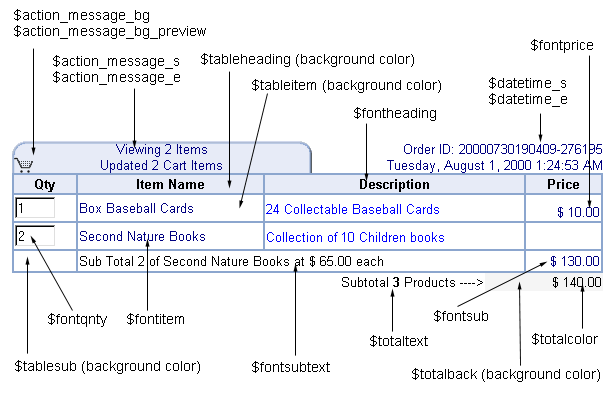 $action_message_bg
$action_message_bg_preview
$action_message_s
$action_message_e
$tableheading (background color)
$tableitem (background color)
$fontheading
$fontprice
$datetime_s
$datetime_e
Viewing 2 Items
Updated 2 Cart Items
Order ID: 20000730190409-276195
Tuesday, August 1, 2000 1:24:53 AM
Qty Item Name Description Price
1 Box Baseball Cards 24 Collectable Baseball Cards $ 10.00
2 Second Nature Books Collection of 10 Children books
Sub Total 2 of Second Nature Books at $ 65.00 each $ 130.00
Subtotal 3 Products ----> $ 140.00
$fontqnty $fontitem $fontsub
$totaltext $totalcolor
$tablesub (background color) $fontsubtext $totalback (background color)